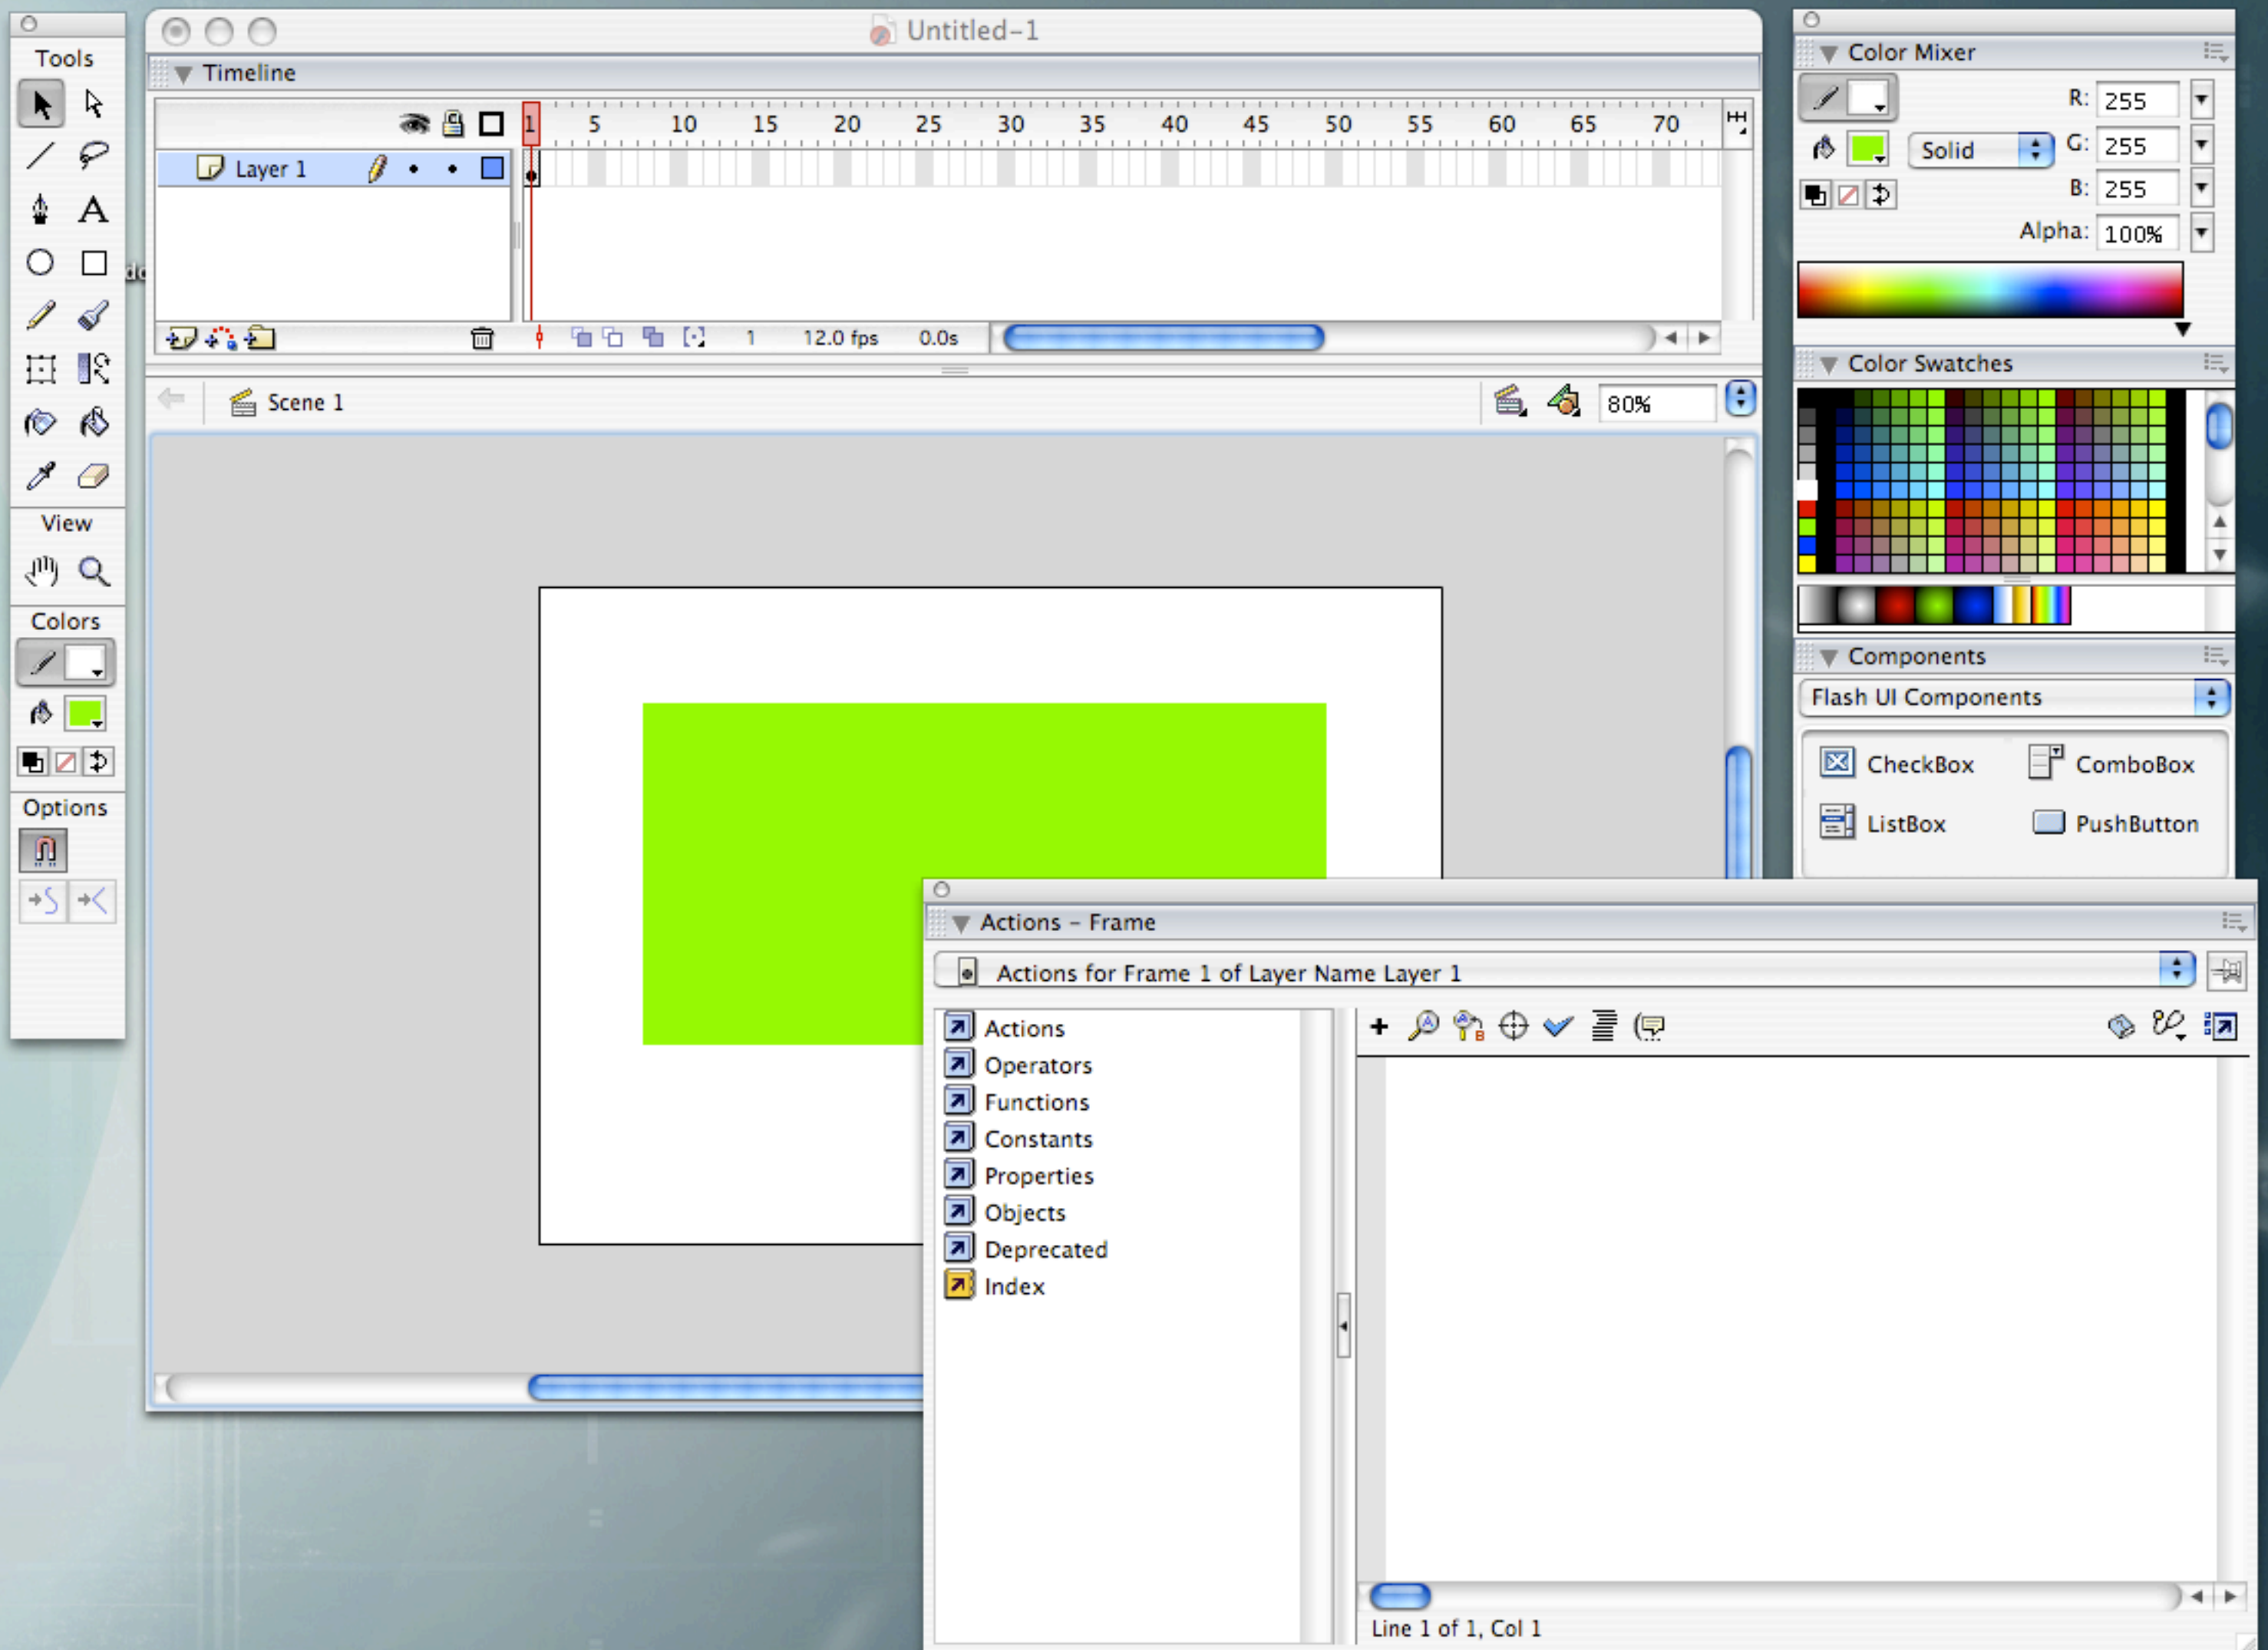 Tools
View
Colors
Options
Untitled-1
Timeline
1 5 10 15 20 25 30 35 40 45 50 55 60 65 70
Layer 1
1 12.0 fps 0.0s
Scene 1
80%
Color Mixer
R: 255
Solid
G: 255
B: 255
Alpha: 100%
Color Swatches
Components
Flash UI Components
CheckBox ComboBox
ListBox PushButton
Actions - Frame
Actions for Frame 1 of Layer Name Layer 1
Actions
Operators
Functions
Constants
Properties
Objects
Deprecated
Index
Line 1 of 1, Col 1